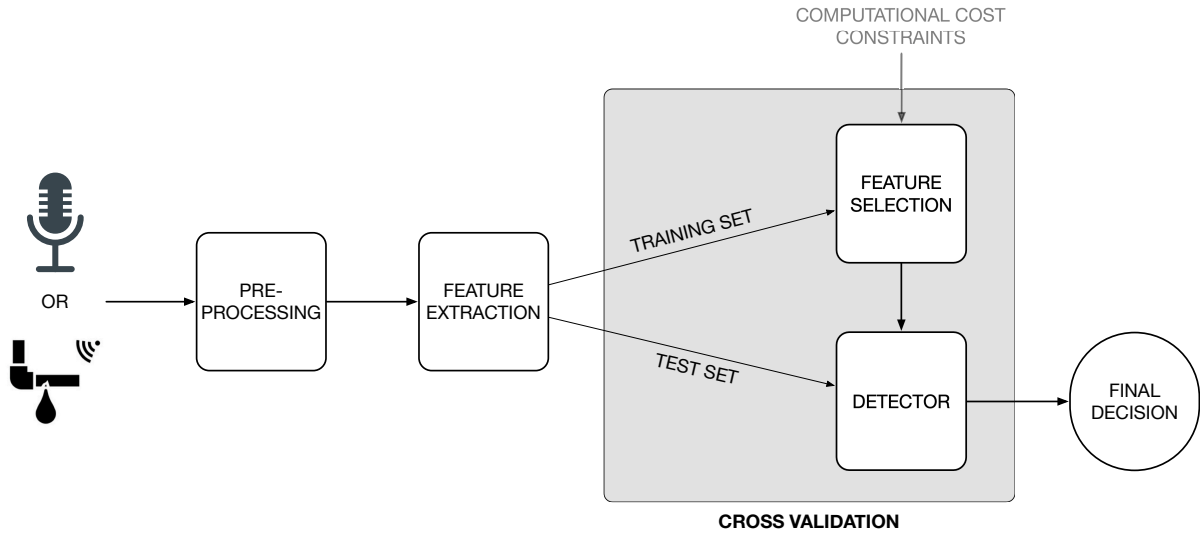 COMPUTATIONAL COST
CONSTRAINTS
FEATURE
SELECTION
TRAINING SET
OR
PRE-
PROCESSING
FEATURE
EXTRACTION
TEST SET
DETECTOR
FINAL
DECISION
CROSS VALIDATION